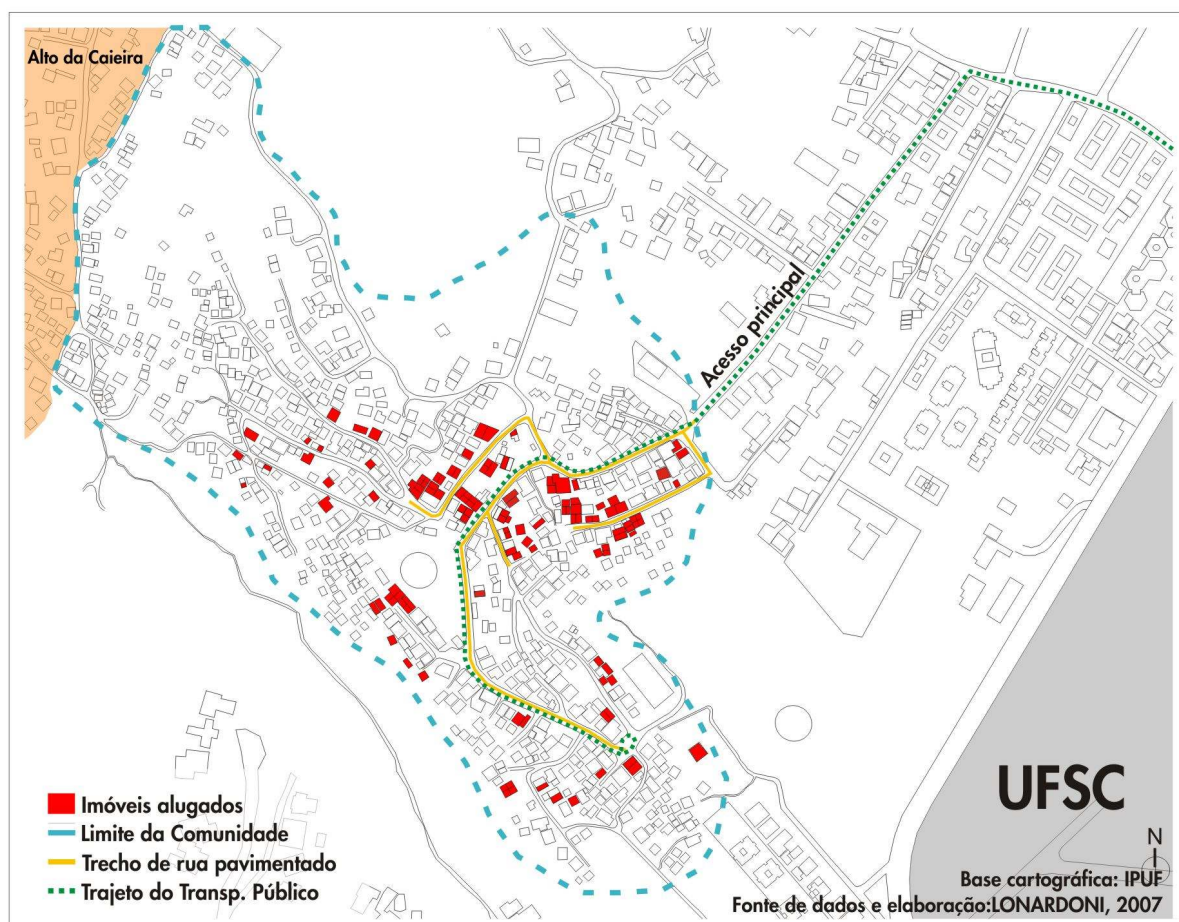 Alto da Caieira
Acesso principal
Imóveis alugados
Limite da Comunidade
Trecho de rua pavimentado
Trajeto do Transp. Público
UFSC
N
Base cartográfica: IPUF
Fonte de dados e elaboração:LONARDONI, 2007